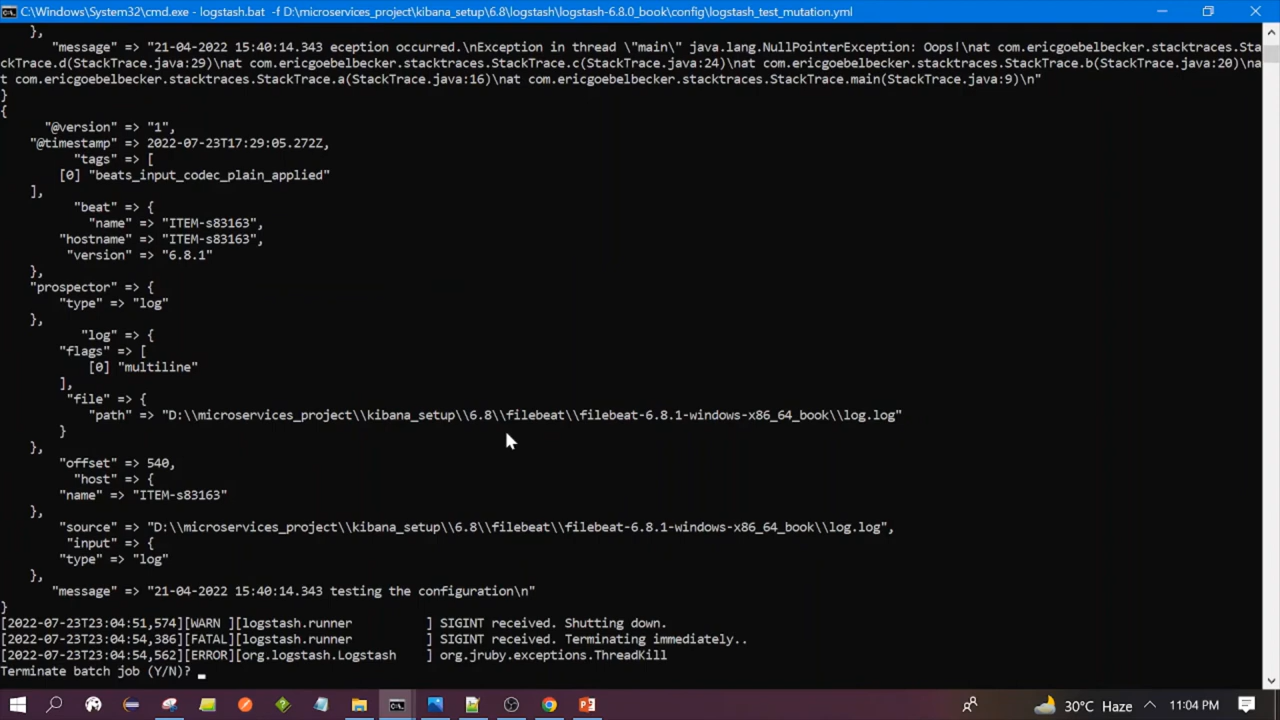 C:\Windows\System32\cmd.exe - logstash.bat -f D:\microservices_project\kibana_setup\6.8\logstash\logstash-6.8.0_book\config\logstash_test_mutation.yml
},
"message" => "21-04-2022 15:40:14.343 eception occurred.\nException in thread \"main\" java.lang.NullPointerException: Oops!\nat com.ericgoebelbecker.stacktraces.Sta
ckTrace.d(StackTrace.java:29)\nat com.ericgoebelbecker.stacktraces.StackTrace.c(StackTrace.java:24)\nat com.ericgoebelbecker.stacktraces.StackTrace.b(StackTrace.java:20)\na
t com.ericgoebelbecker.stacktraces.StackTrace.a(StackTrace.java:16)\nat com.ericgoebelbecker.stacktraces.StackTrace.main(StackTrace.java:9)\n"
}
{
"@version" => "1",
"@timestamp" => 2022-07-23T17:29:05.272Z,
"tags" => [
[0] "beats_input_codec_plain_applied"
],
"beat" => {
"name" => "ITEM-s83163",
"hostname" => "ITEM-s83163",
"version" => "6.8.1"
},
"prospector" => {
"type" => "log"
},
"log" => {
"flags" => [
[0] "multiline"
],
"file" => {
"path" => "D:\\microservices_project\\kibana_setup\\6.8\\filebeat\\filebeat-6.8.1-windows-x86_64_book\\log.log"
}
},
"offset" => 540,
"host" => {
"name" => "ITEM-s83163"
},
"source" => "D:\\microservices_project\\kibana_setup\\6.8\\filebeat\\filebeat-6.8.1-windows-x86_64_book\\log.log",
"input" => {
"type" => "log"
},
"message" => "21-04-2022 15:40:14.343 testing the configuration\n"
}
[2022-07-23T23:04:51,574][WARN ][logstash.runner          ] SIGINT received. Shutting down.
[2022-07-23T23:04:54,386][FATAL][logstash.runner          ] SIGINT received. Terminating immediately..
[2022-07-23T23:04:54,562][ERROR][org.logstash.Logstash    ] org.jruby.exceptions.ThreadKill
Terminate batch job (Y/N)?
30°C Haze 11:04 PM